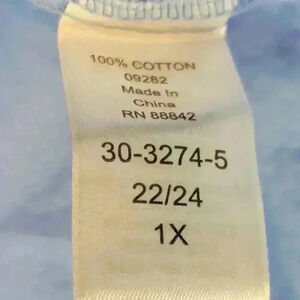 100% COTTON
09282
Made In
China
RN 88842
30-3274-5
22/24
1X